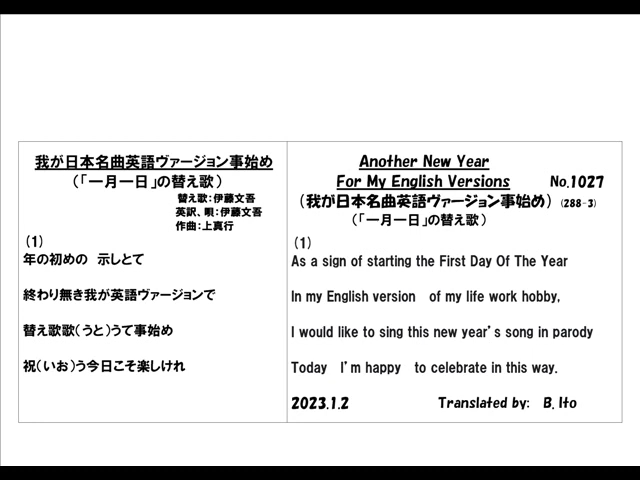 我が日本名曲英語ヴァージョン事始め
（「一月一日」の替え歌）
替え歌：伊藤文吾
英訳、唄：伊藤文吾
作曲：上真行
(1)
年の初めの　示しとて
終わり無き我が英語ヴァージョンで
替え歌歌（うと）うて事始め
祝（いお）う今日こそ楽しけれ
Another New Year
For My English Versions No.1027
（我が日本名曲英語ヴァージョン事始め） (288-3)
（「一月一日」の替え歌）
(1)
As a sign of starting the First Day Of The Year
In my English version of my life work hobby,
I would like to sing this new year's song in parody
Today I'm happy to celebrate in this way.
2023.1.2 Translated by: B. Ito